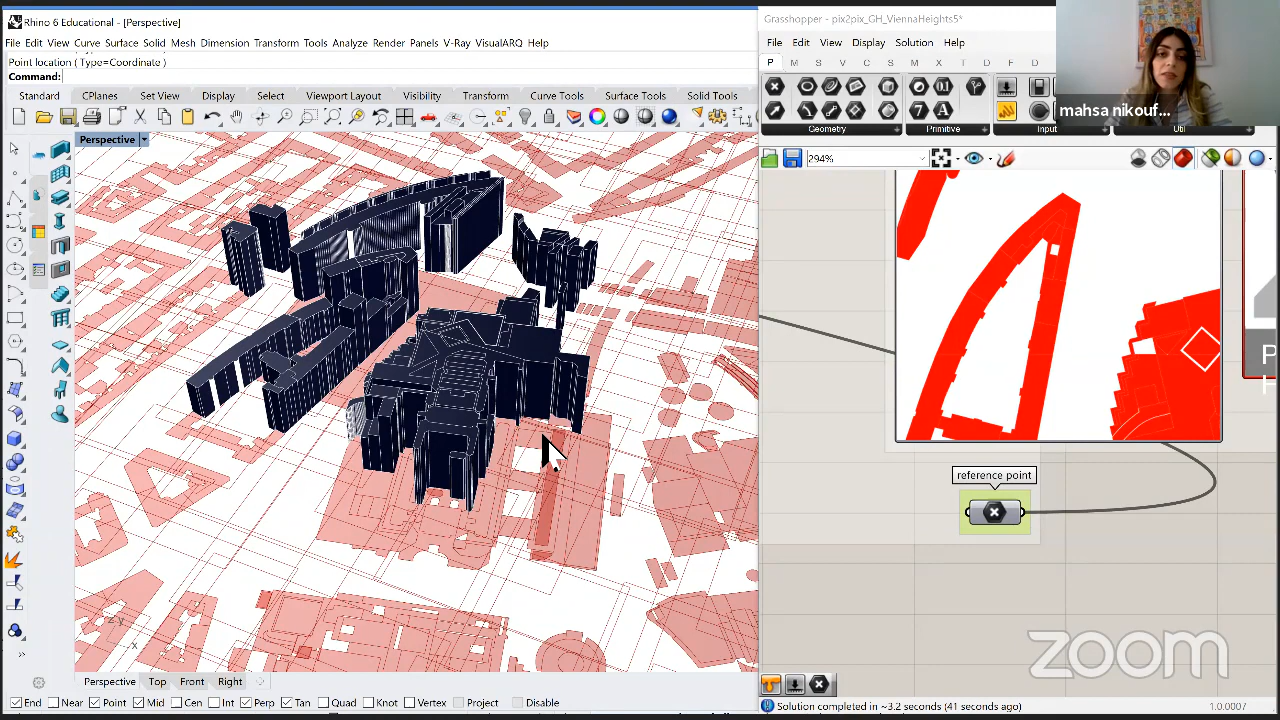 Rhino 6 Educational - [Perspective]
File Edit View Curve Surface Solid Mesh Dimension Transform Tools Analyze Render Panels V-Ray VisualARQ Help
Point location ( Type=Coordinate )
Command:
Standard CPlanes Set View Display Select Viewport Layout Visibility Transform Curve Tools Surface Tools Solid Tools
Perspective
z y
x
Perspective Top Front Right
End Near Point Mid Cen Int Perp Tan Quad Knot Vertex Project Disable
Grasshopper - pix2pix_GH_ViennaHeights5*
File Edit View Display Solution Help
P M S V C S M X T D
Geometry Primitive Input Util
294%
mahsa nikouf...
P
H
reference point
zoom
Solution completed in ~3.2 seconds (41 seconds ago)
1.0.0007